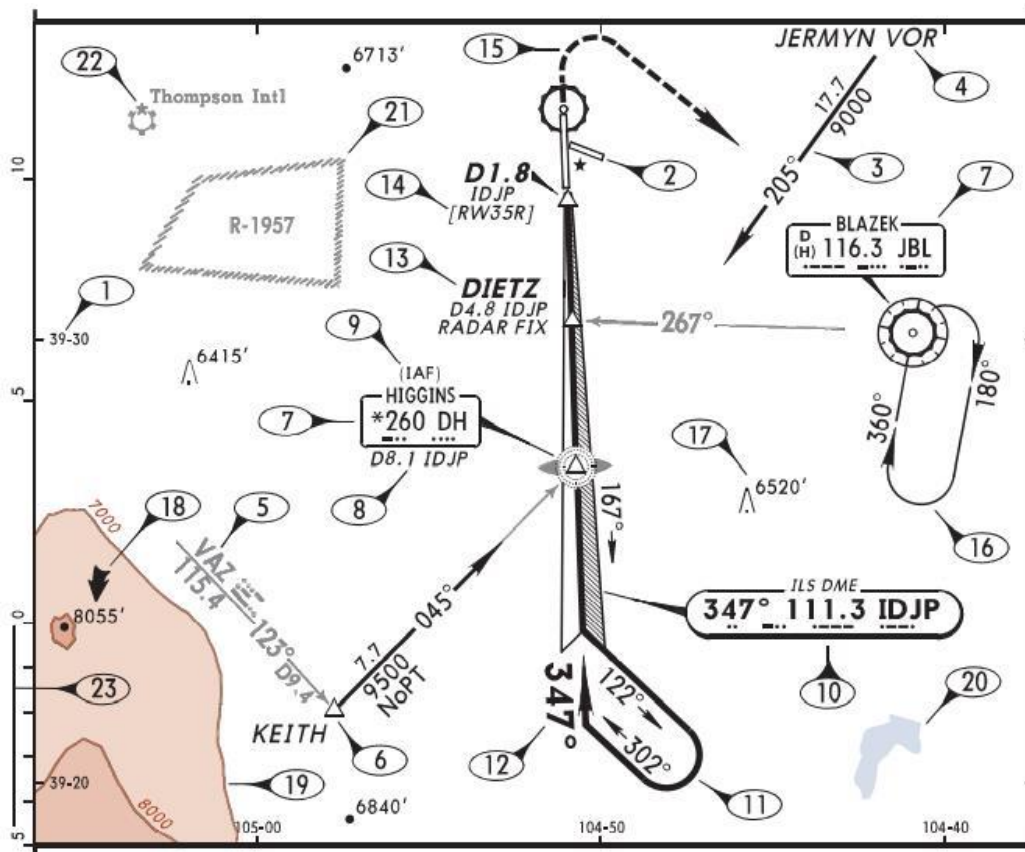 22
Thompson Intl
6713'
15
JERMYN VOR
4
17.7
9000
205°
3
21
10
R-1957
14
D1.8
IDJP
[RW35R]
2
7
BLAZEK
D
(H) 116.3 JBL
1
13
DIETZ
D4.8 IDJP
RADAR FIX
267°
39-30
9
6415'
5
(IAF)
HIGGINS
7
*260 DH
D8.1 IDJP
8
360°
180°
17
6520'
16
7000
18
5
VAZ
115.4
123° D9.4
167°
ILS DME
347° 111.3 IDJP
10
0
8055'
045°
7.7
9500
NoPT
23
KEITH
6
347°
12
122°
302°
11
20
39-20
19
8000
6840'
5
105-00
104-50
104-40